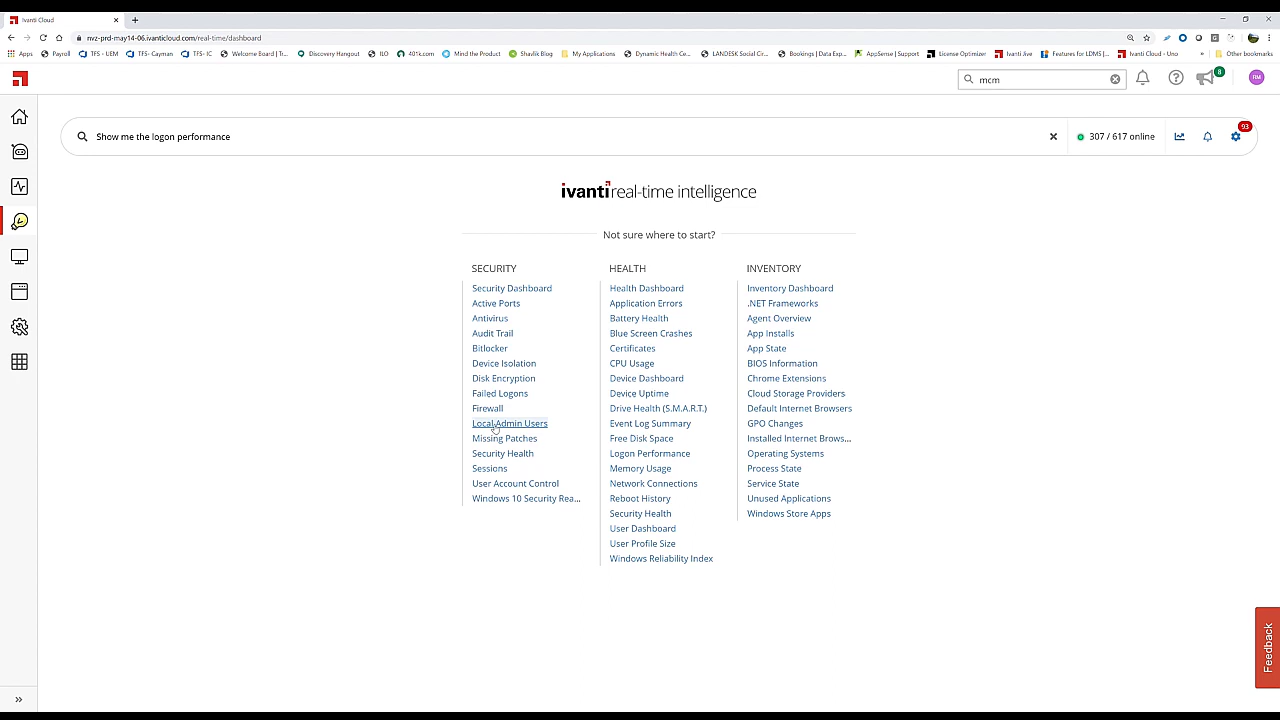 Ivanti Cloud
nvz-prd-may14-06.ivanticloud.com/real-time/dashboard
Apps
Payroll
TFS - UEM
TFS- Cayman
TFS- IC
Welcome Board | Tr...
Discovery Hangout
ILO
401k.com
Mind the Product
Shavlik Blog
My Applications
Dynamic Health Ce...
LANDESK Social Cir...
Bookings | Data Exp...
AppSense | Support
License Optimizer
Ivanti Jive
Features for LDMS J...
Ivanti Cloud - Uno
»
Other bookmarks
mcm
8
RM
Show me the logon performance
307 / 617 online
93
ivanti real-time intelligence
Not sure where to start?
SECURITY
Security Dashboard
Active Ports
Antivirus
Audit Trail
Bitlocker
Device Isolation
Disk Encryption
Failed Logons
Firewall
Local Admin Users
Missing Patches
Security Health
Sessions
User Account Control
Windows 10 Security Rea...
HEALTH
Health Dashboard
Application Errors
Battery Health
Blue Screen Crashes
Certificates
CPU Usage
Device Dashboard
Device Uptime
Drive Health (S.M.A.R.T.)
Event Log Summary
Free Disk Space
Logon Performance
Memory Usage
Network Connections
Reboot History
Security Health
User Dashboard
User Profile Size
Windows Reliability Index
INVENTORY
Inventory Dashboard
.NET Frameworks
Agent Overview
App Installs
App State
BIOS Information
Chrome Extensions
Cloud Storage Providers
Default Internet Browsers
GPO Changes
Installed Internet Brows...
Operating Systems
Process State
Service State
Unused Applications
Windows Store Apps
Feedback